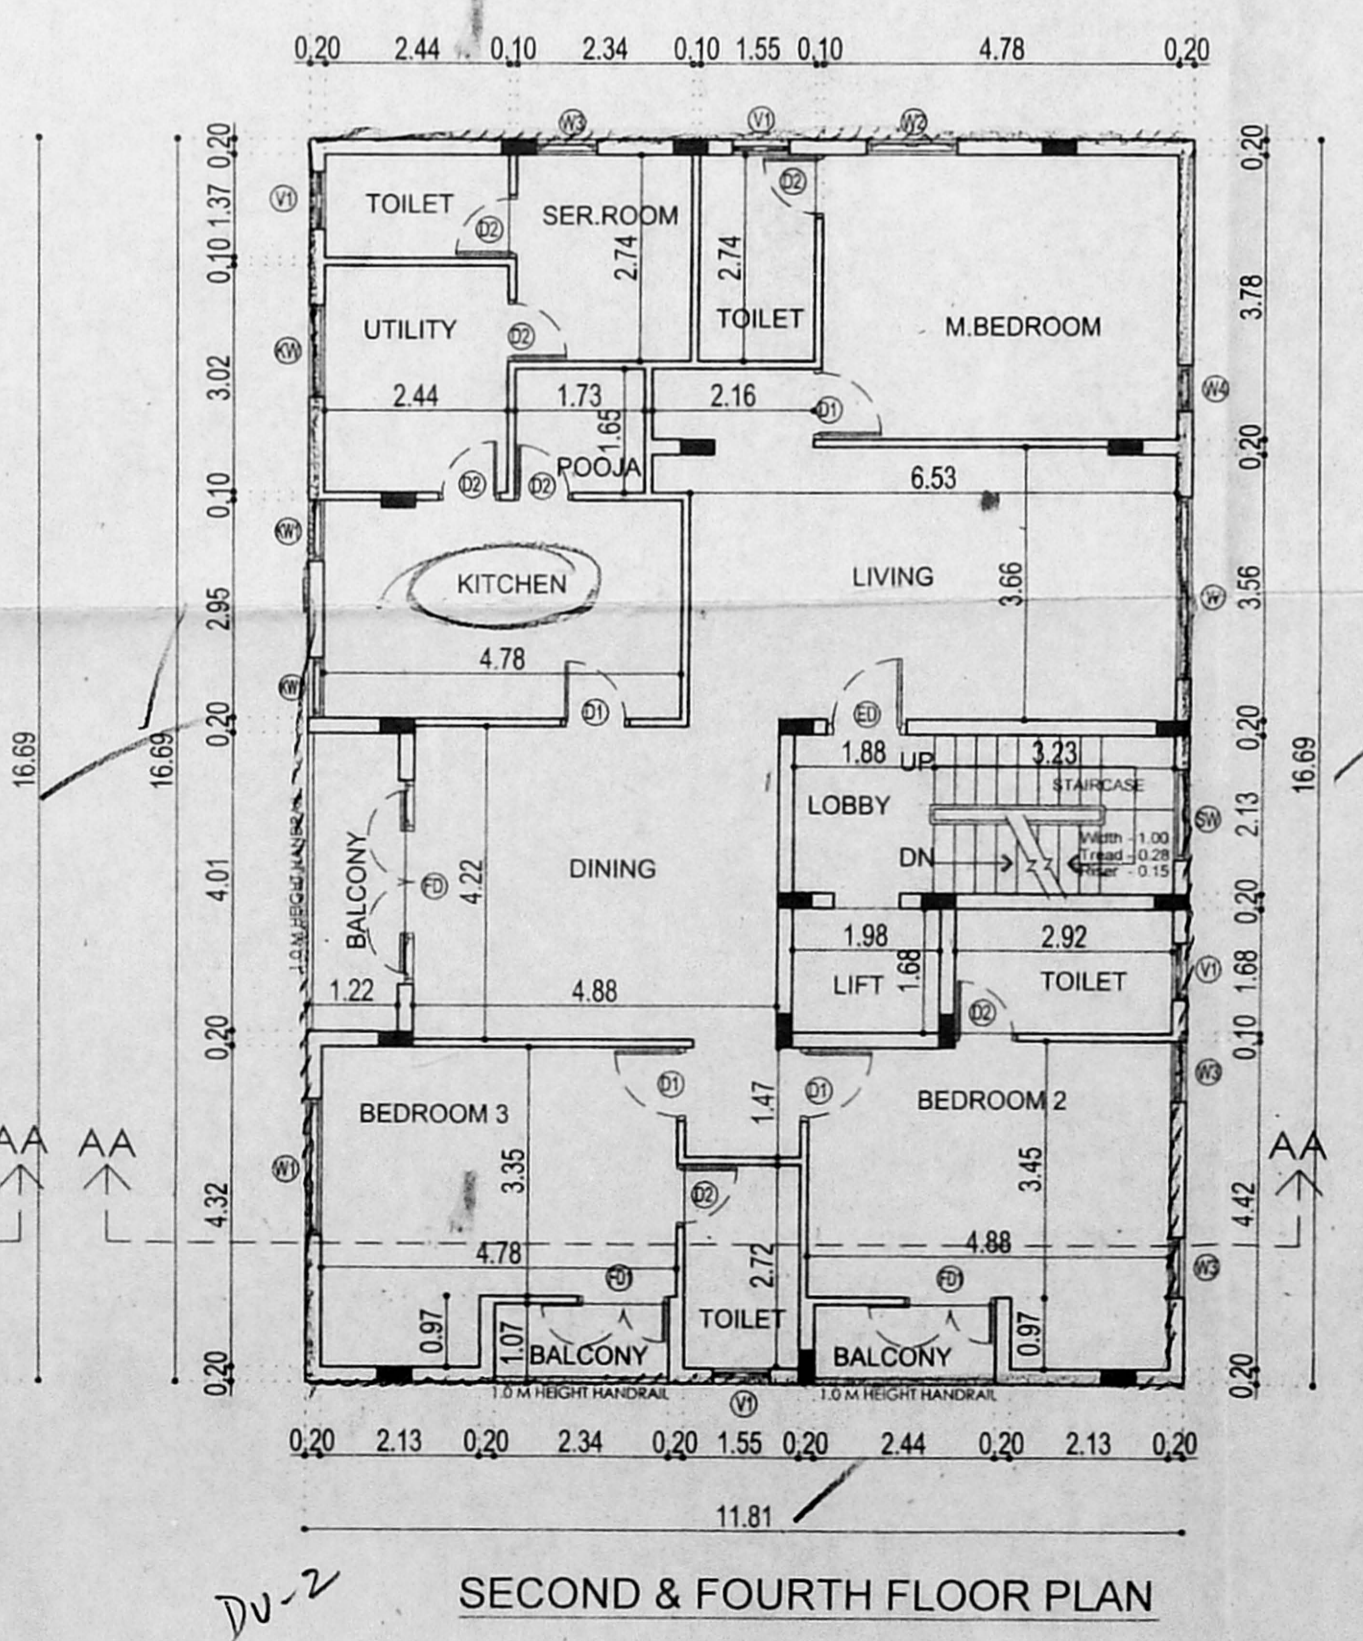 0.20 2.44 0.10 2.34 0.10 1.55 0.10 4.78 0.20
W3 V1 W2
0.20 0.20
V1 1.37 TOILET D2 SER.ROOM D2
0.10 2.74 2.74 3.78
KW UTILITY D2 TOILET M.BEDROOM
3.02 2.44 1.73 2.16 D1 W4
1.65
0.20
D2 D2 POOJA 6.53
0.10
KW1 KITCHEN LIVING 3.66 W 3.56
2.95
4.78
KW D1 ED
0.20 0.20
16.69 16.69 1.88 UP 3.23 16.69
STAIRCASE
LOBBY SW 2.13
Width - 1.00
DN Tread - 0.28
Riser - 0.15
1.0 M HEIGHT HANDRAIL BALCONY FD 4.22 DINING
4.01 0.20
1.98 2.92
1.22 4.88 LIFT 1.68 TOILET V1 1.68
D2
0.20 0.10
D1 1.47 D1 W3
BEDROOM 3 BEDROOM 2
AA AA AA
W1 3.35 D2 3.45
4.32 4.42
4.78 2.72 4.88
FD1 FD1 W3
0.97 1.07 BALCONY TOILET BALCONY 0.97
0.20 0.20
1.0 M HEIGHT HANDRAIL V1 1.0 M HEIGHT HANDRAIL
0.20 2.13 0.20 2.34 0.20 1.55 0.20 2.44 0.20 2.13 0.20
11.81
DU-2 SECOND & FOURTH FLOOR PLAN